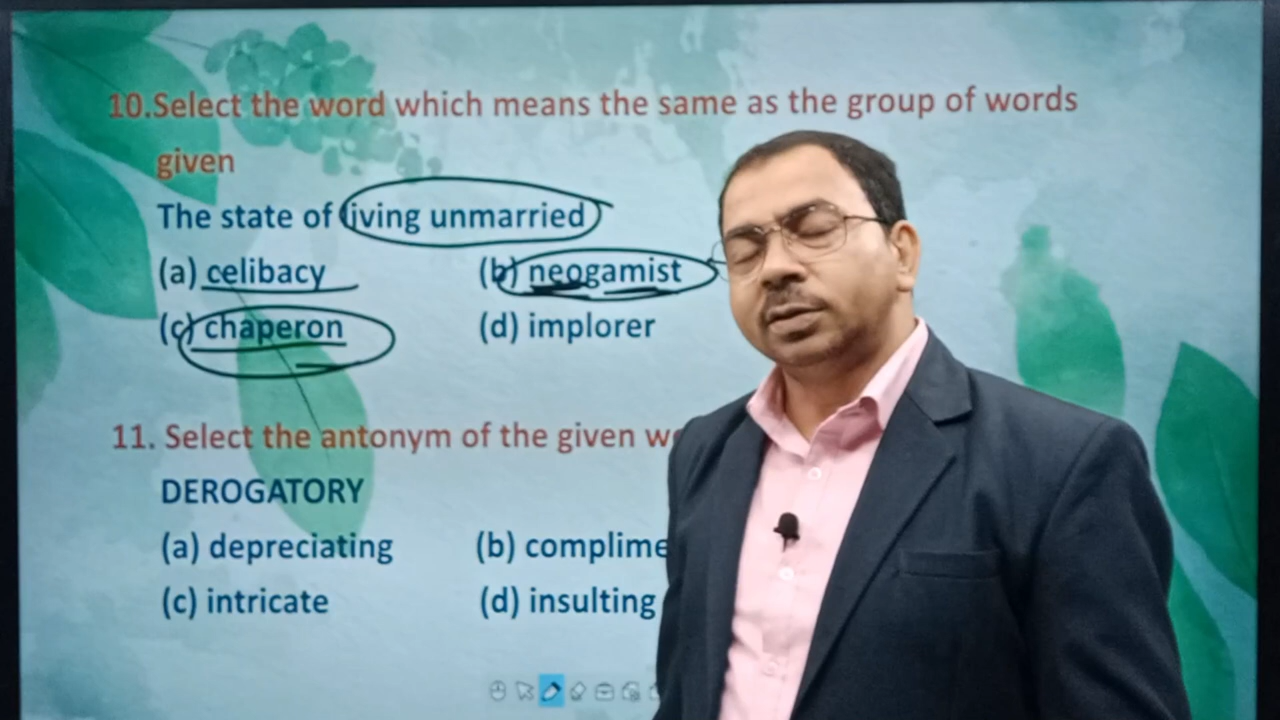 10.Select the word which means the same as the group of words
given
The state of living unmarried
(a) celibacy (b) neogamist
(c) chaperon (d) implorer
11. Select the antonym of the given
DEROGATORY
(a) depreciating (b)
(c) intricate (d) insulting